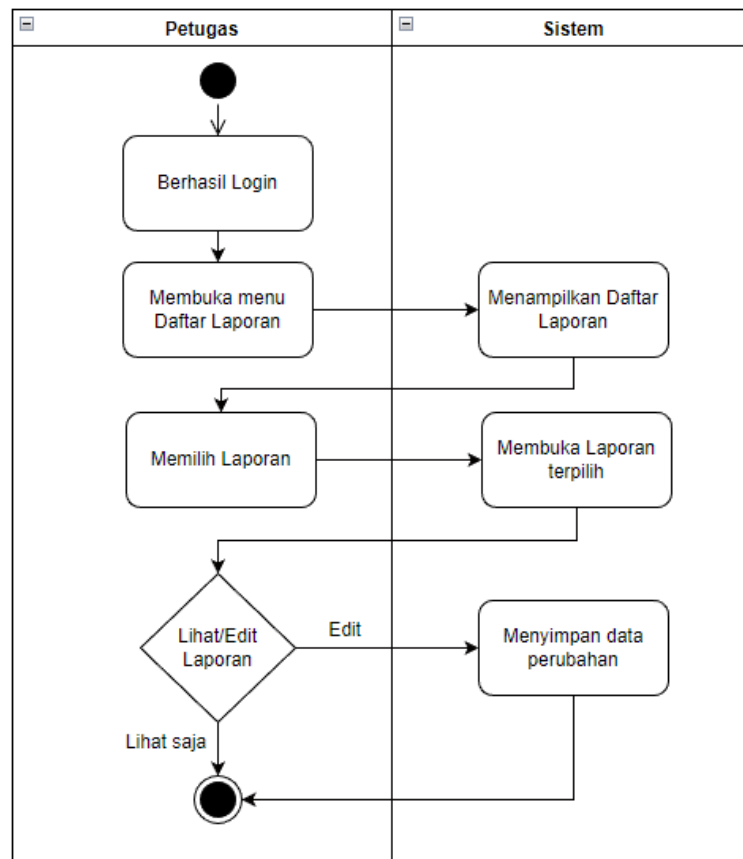 Petugas
Sistem
Berhasil Login
Membuka menu
Daftar Laporan
Menampilkan Daftar
Laporan
Memilih Laporan
Membuka Laporan
terpilih
Lihat/Edit
Laporan
Edit
Menyimpan data
perubahan
Lihat saja